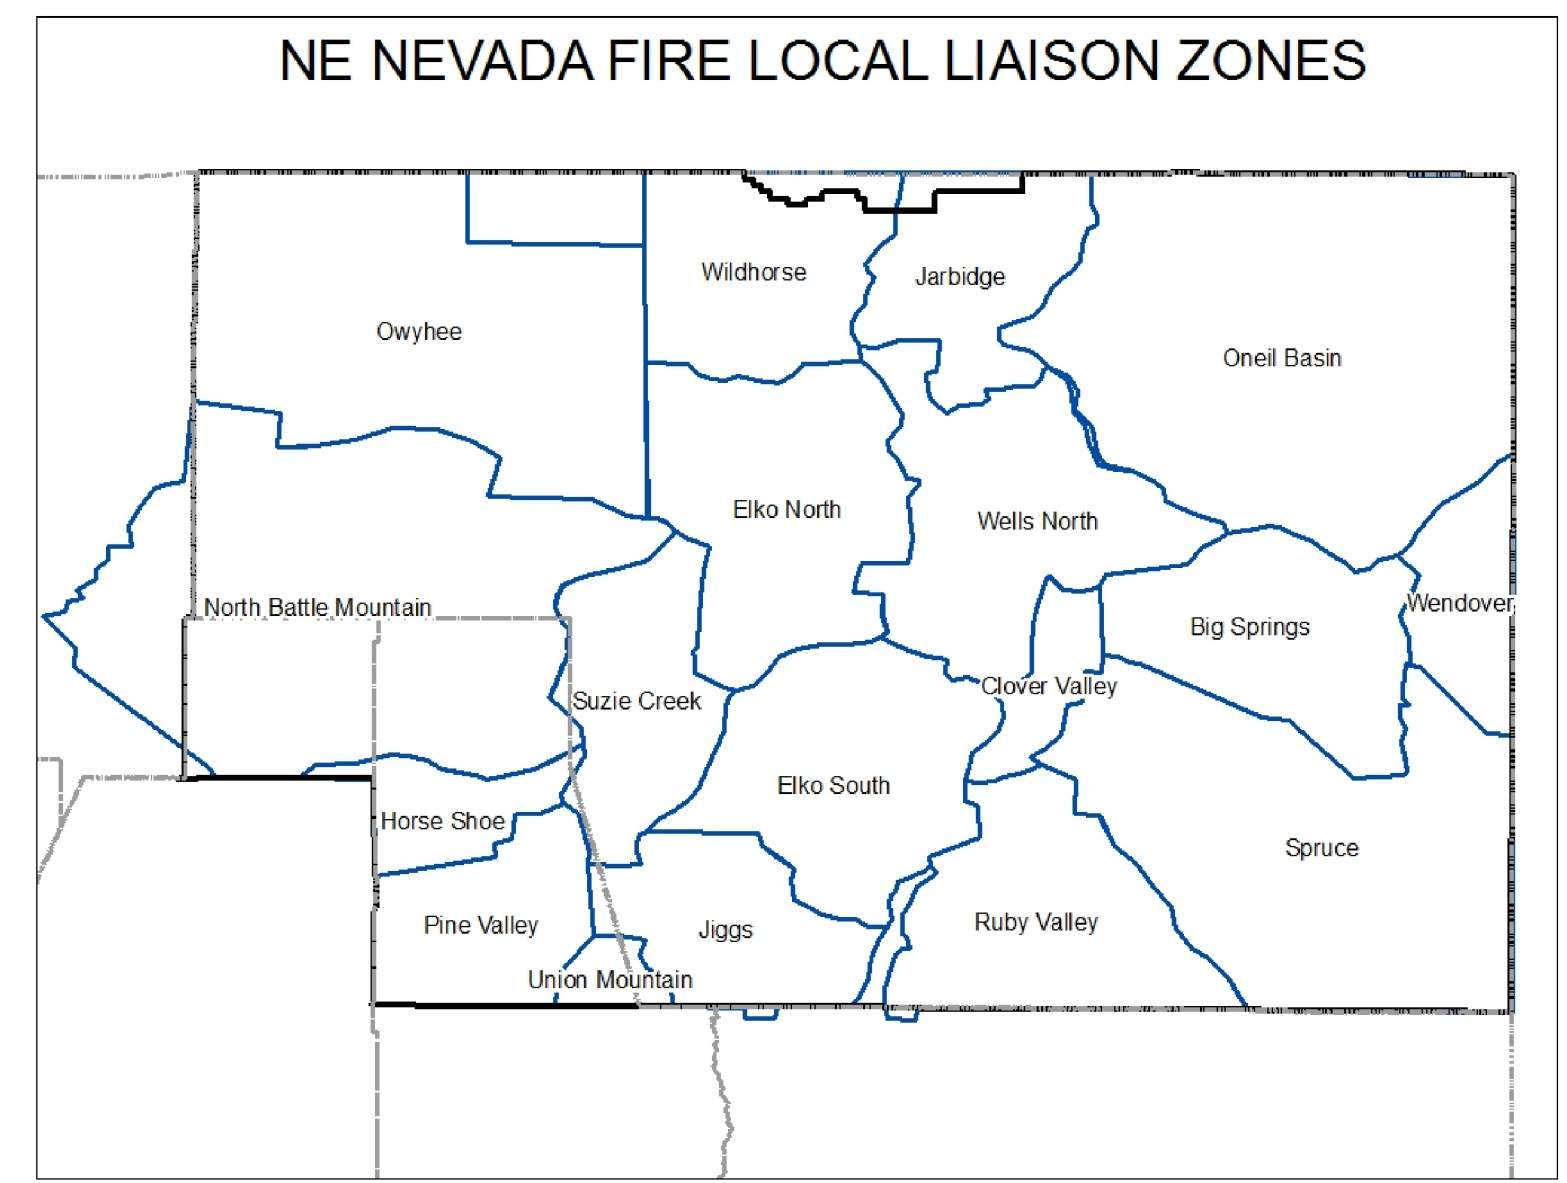 NE NEVADA FIRE LOCAL LIAISON ZONES
Wildhorse
Jarbidge
Owyhee
Oneil Basin
Elko North
Wells North
North Battle Mountain
Wendover
Big Springs
Clover Valley
Suzie Creek
Elko South
Horse Shoe
Spruce
Pine Valley
Jiggs
Ruby Valley
Union Mountain